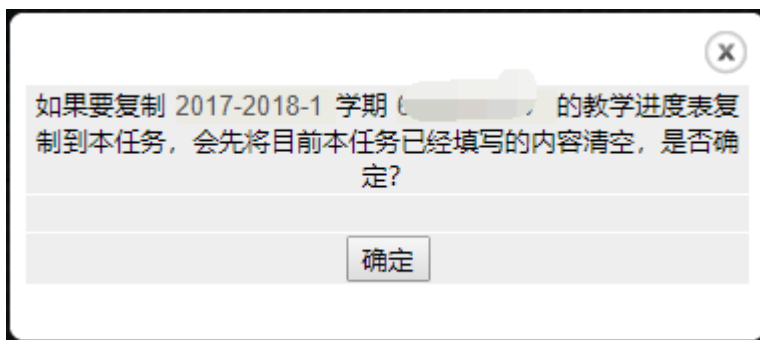 如果要复制 2017-2018-1 学期 的教学进度表复
制到本任务，会先将目前本任务已经填写的内容清空，是否确
定？
确定